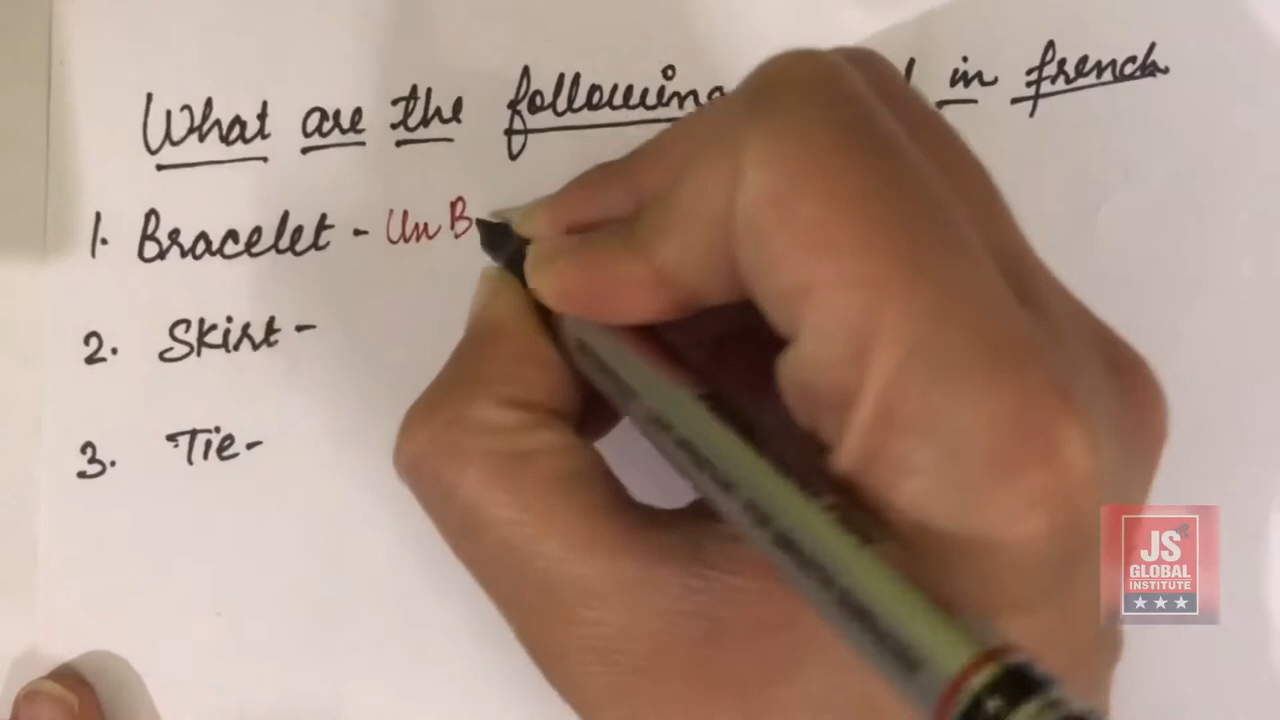 What are the following in french
1. Bracelet - Un B
2. Skirt -
3. Tie -
JS
GLOBAL
INSTITUTE